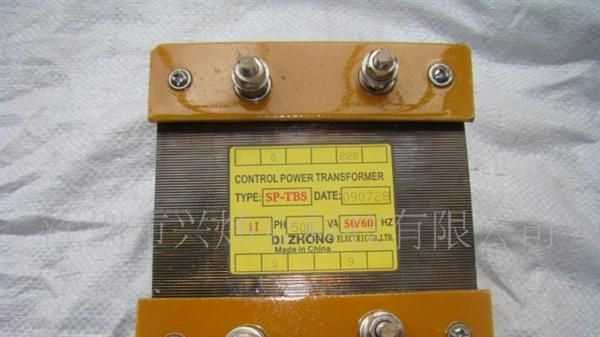 0 220
CONTROL POWER TRANSFORMER
TYPE: SP-TBS DATE: 090728
1I PH 500 VA 50/60 HZ
DI ZHONG ELECTRIC CO.,LTD.
Made in China
0 9